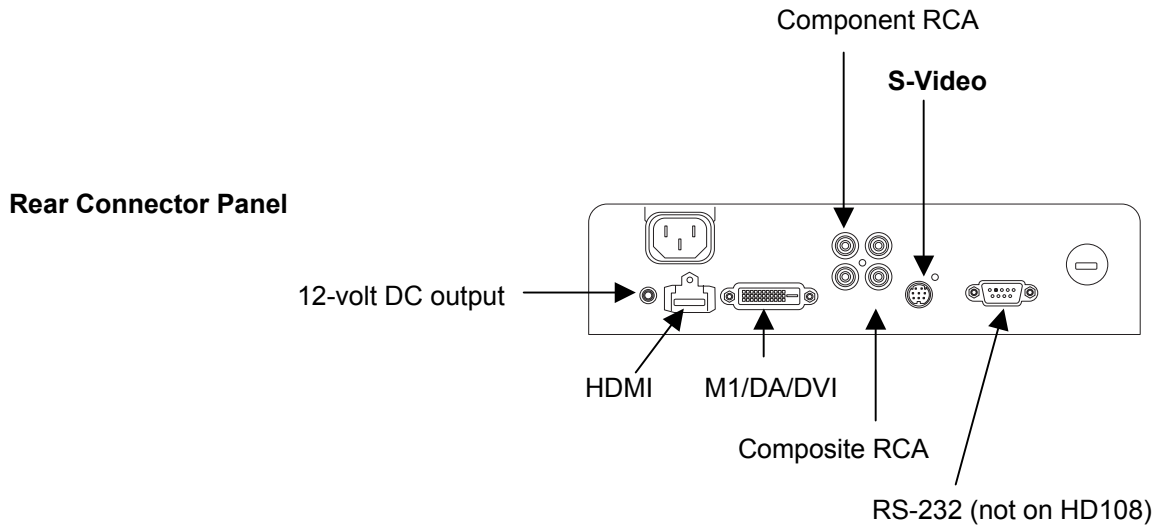 Component RCA
S-Video
Rear Connector Panel
12-volt DC output
HDMI
M1/DA/DVI
Composite RCA
RS-232 (not on HD108)